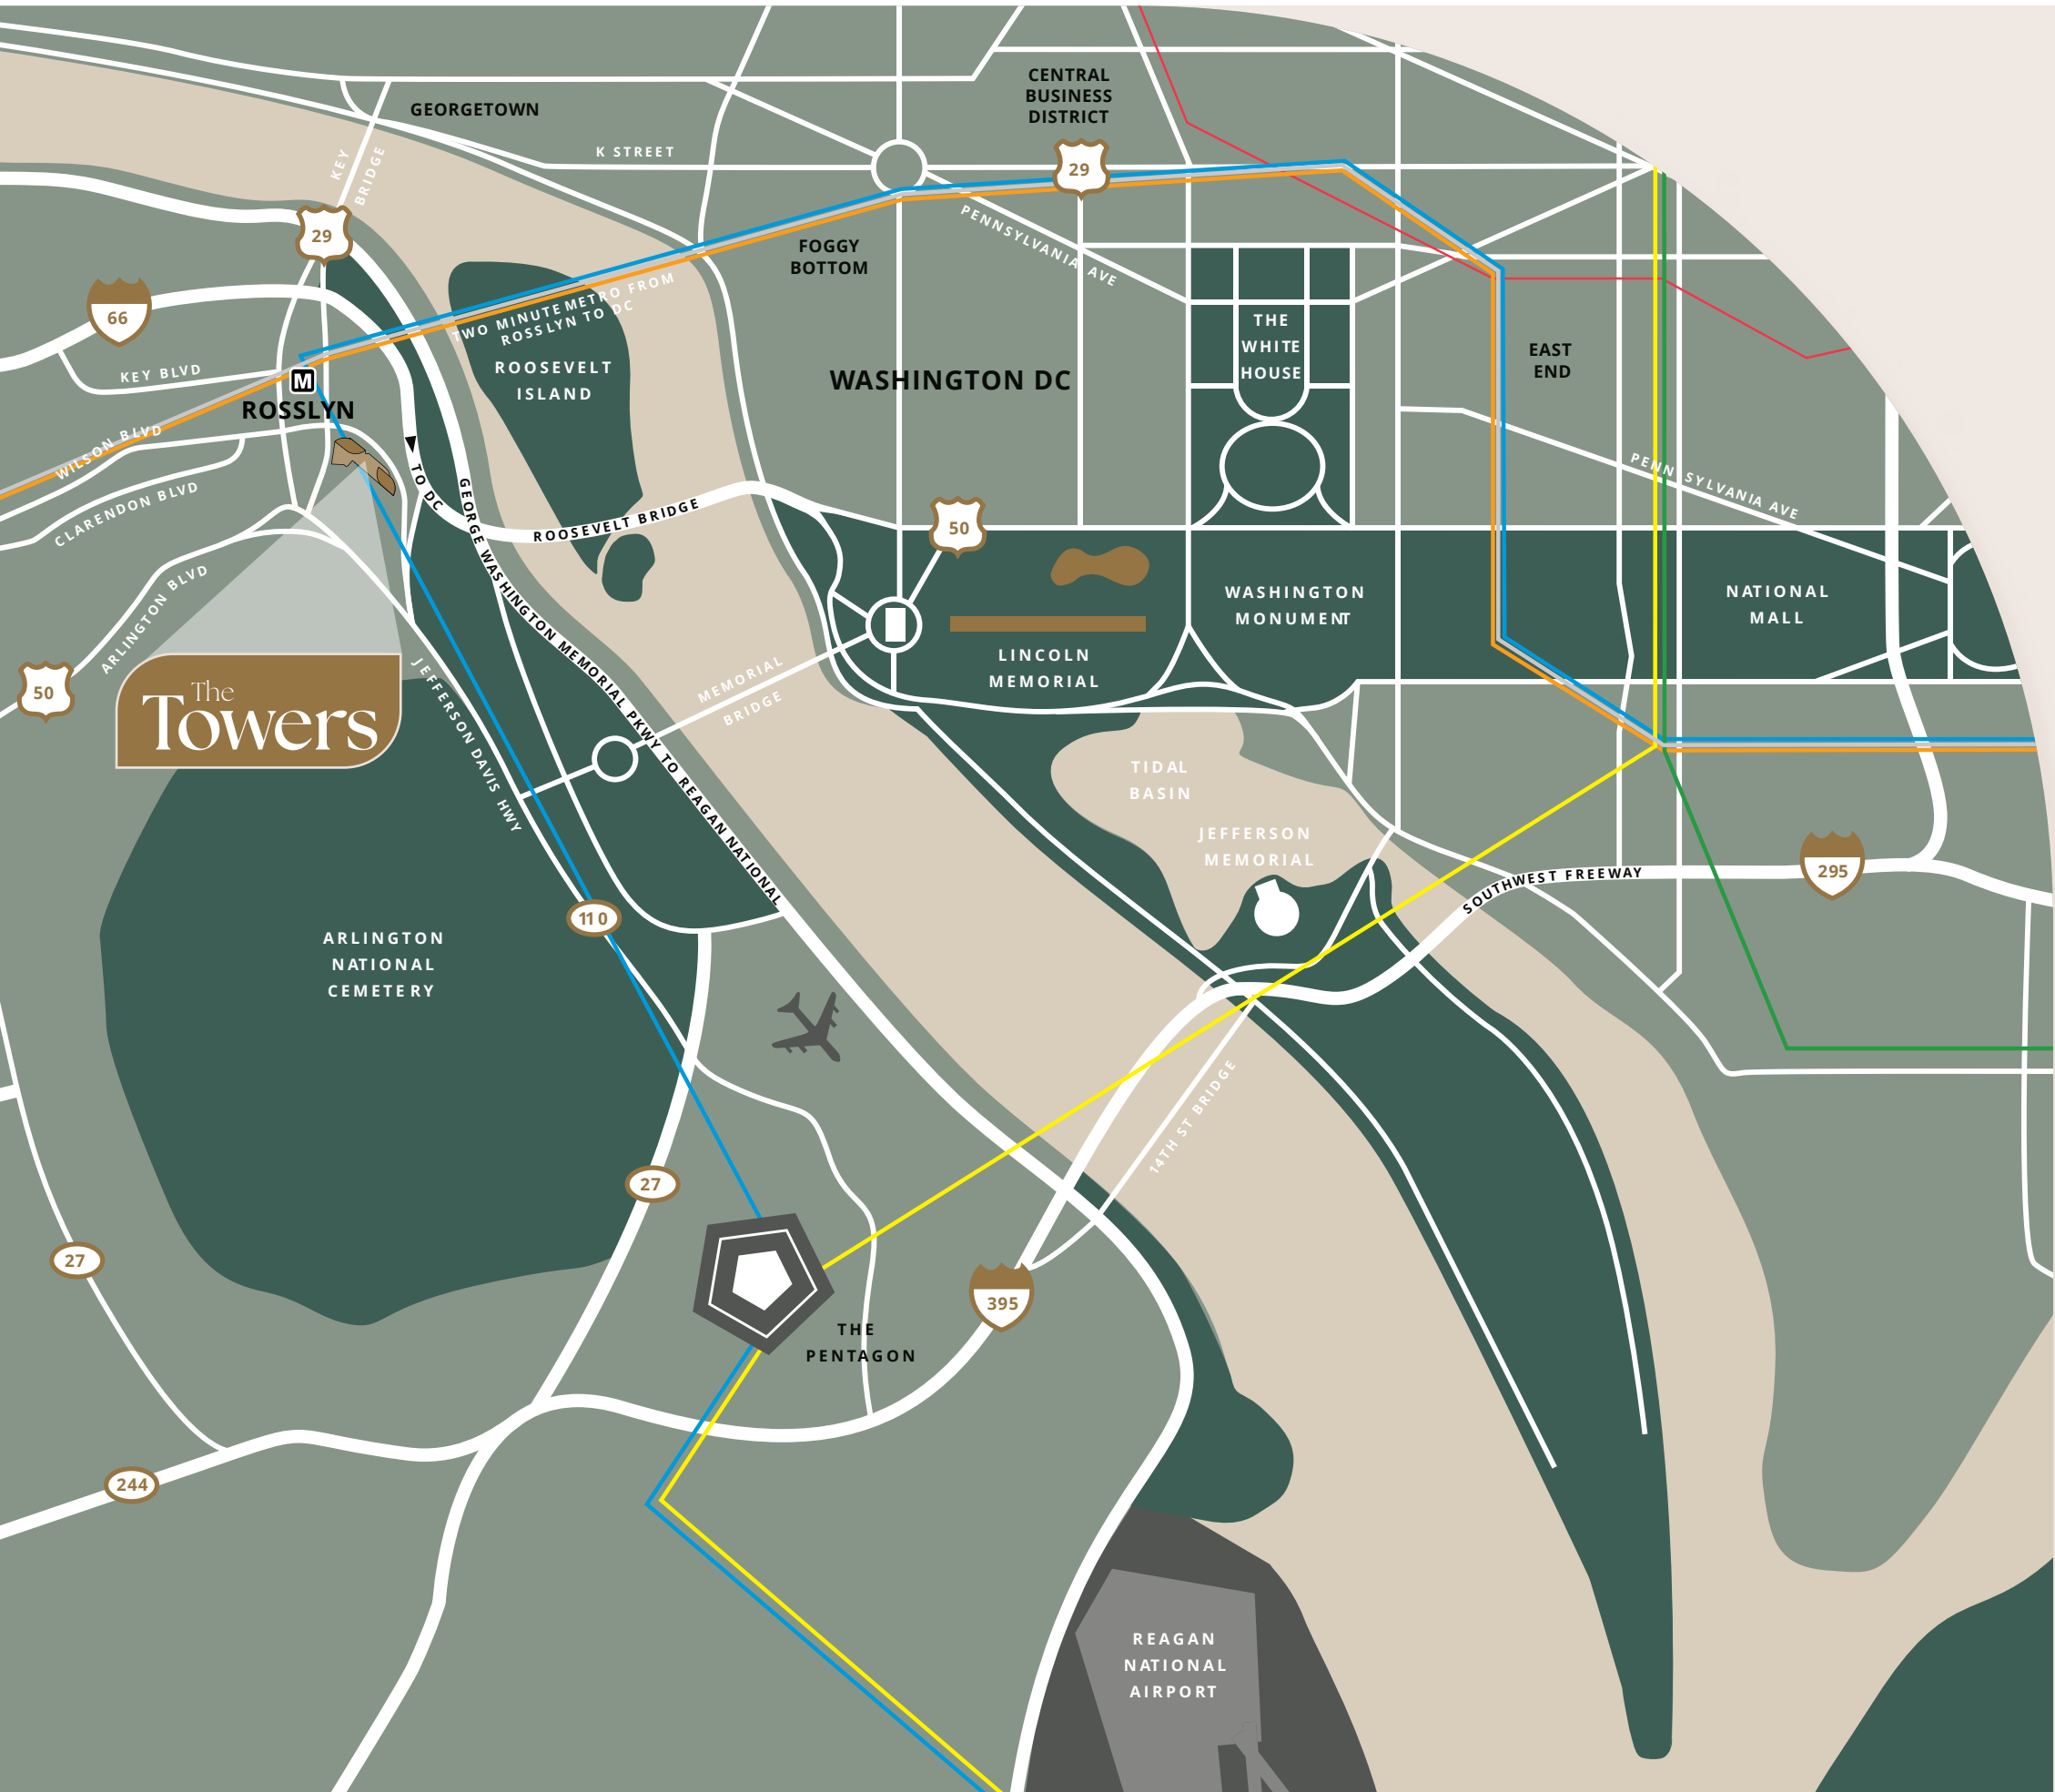 GEORGETOWN
CENTRAL
BUSINESS
DISTRICT
K STREET
KEY
BRIDGE
29
29
PENNSYLVANIA AVE
FOGGY
BOTTOM
66
TWO MINUTE METRO FROM
ROSSLYN TO DC
KEY BLVD
M
ROSSLYN
ROOSEVELT
ISLAND
WASHINGTON DC
THE
WHITE
HOUSE
EAST
END
WILSON BLVD
CLARENDON BLVD
TO DC
ROOSEVELT BRIDGE
50
PENN SYLVANIA AVE
GEORGE WASHINGTON MEMORIAL PKWY TO REAGAN NATIONAL
ARLINGTON BLVD
50
WASHINGTON
MONUMENT
NATIONAL
MALL
LINCOLN
MEMORIAL
MEMORIAL
BRIDGE
The
Towers
JEFFERSON DAVIS HWY
TIDAL
BASIN
JEFFERSON
MEMORIAL
SOUTHWEST FREEWAY
295
110
ARLINGTON
NATIONAL
CEMETERY
14TH ST BRIDGE
27
27
395
THE
PENTAGON
244
REAGAN
NATIONAL
AIRPORT